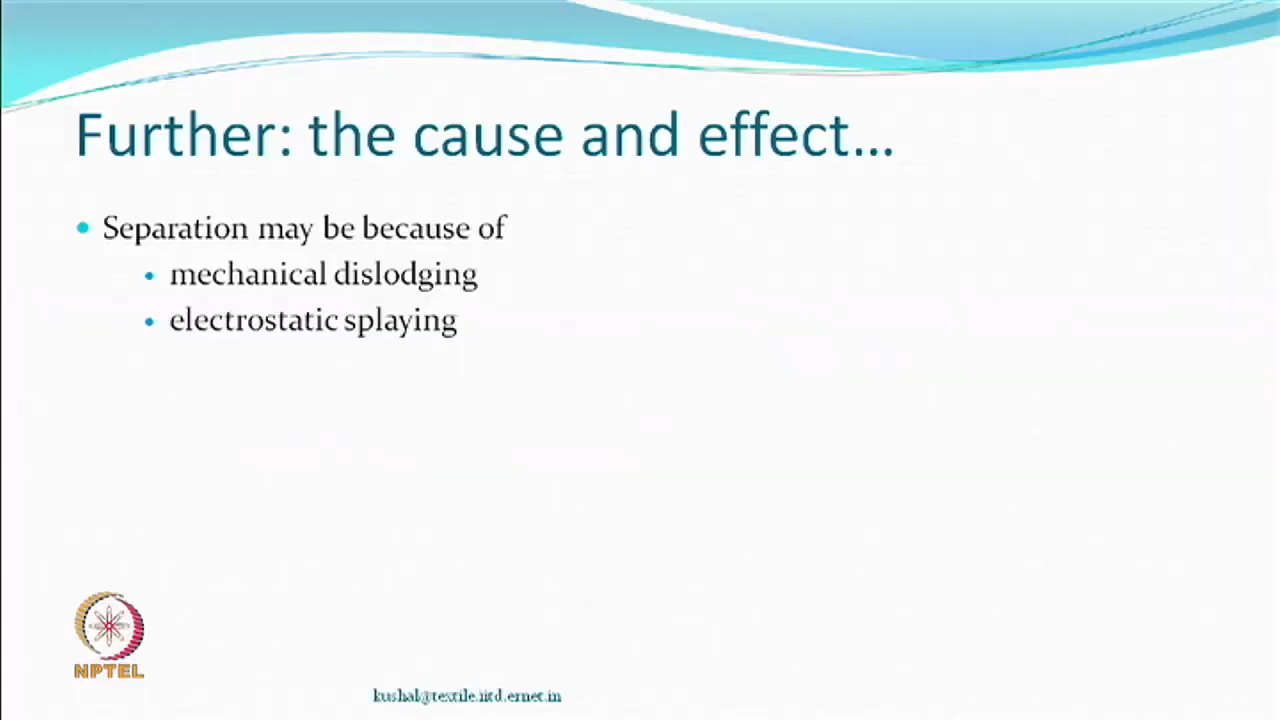 Further: the cause and effect...
Separation may be because of
mechanical dislodging
electrostatic splaying
NPTEL
kushal@textile.iitd.ernet.in